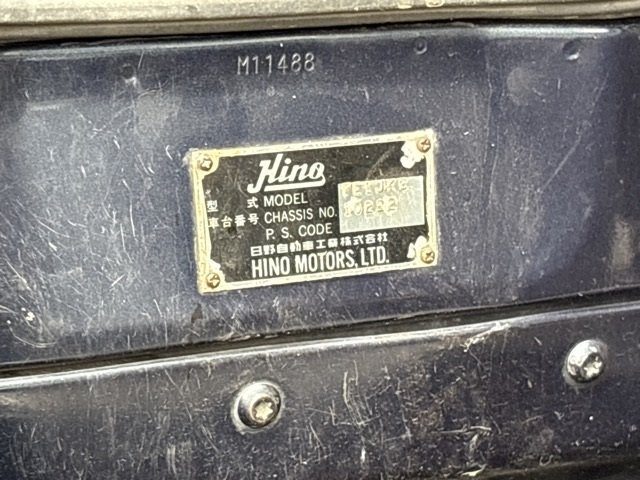 M11488
Hino
型 式 MODEL
車台番号 CHASSIS NO. 10252
P. S. CODE
日野自動車工業株式会社
HINO MOTORS, LTD.